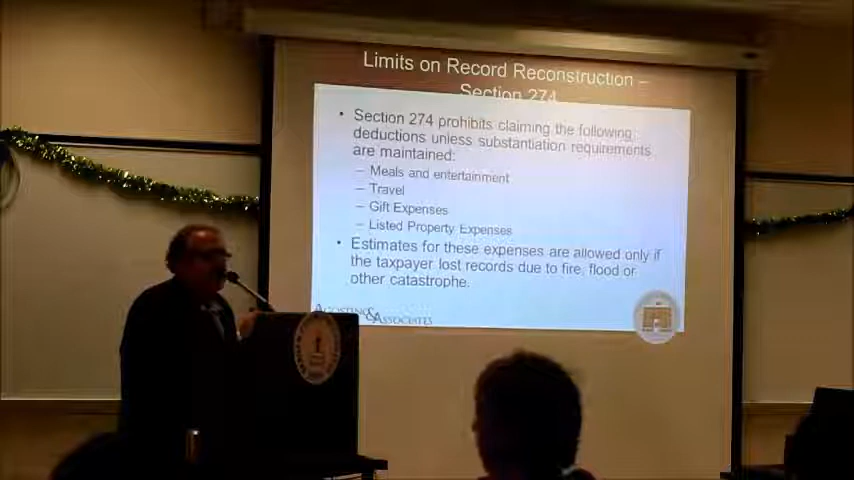 Limits on Record Reconstruction –
Section 274
• Section 274 prohibits claiming the following
deductions unless substantiation requirements
are maintained:
– Meals and entertainment
– Travel
– Gift Expenses
– Listed Property Expenses
• Estimates for these expenses are allowed only if
the taxpayer lost records due to fire, flood or
other catastrophe.
AGOSTINO & ASSOCIATES